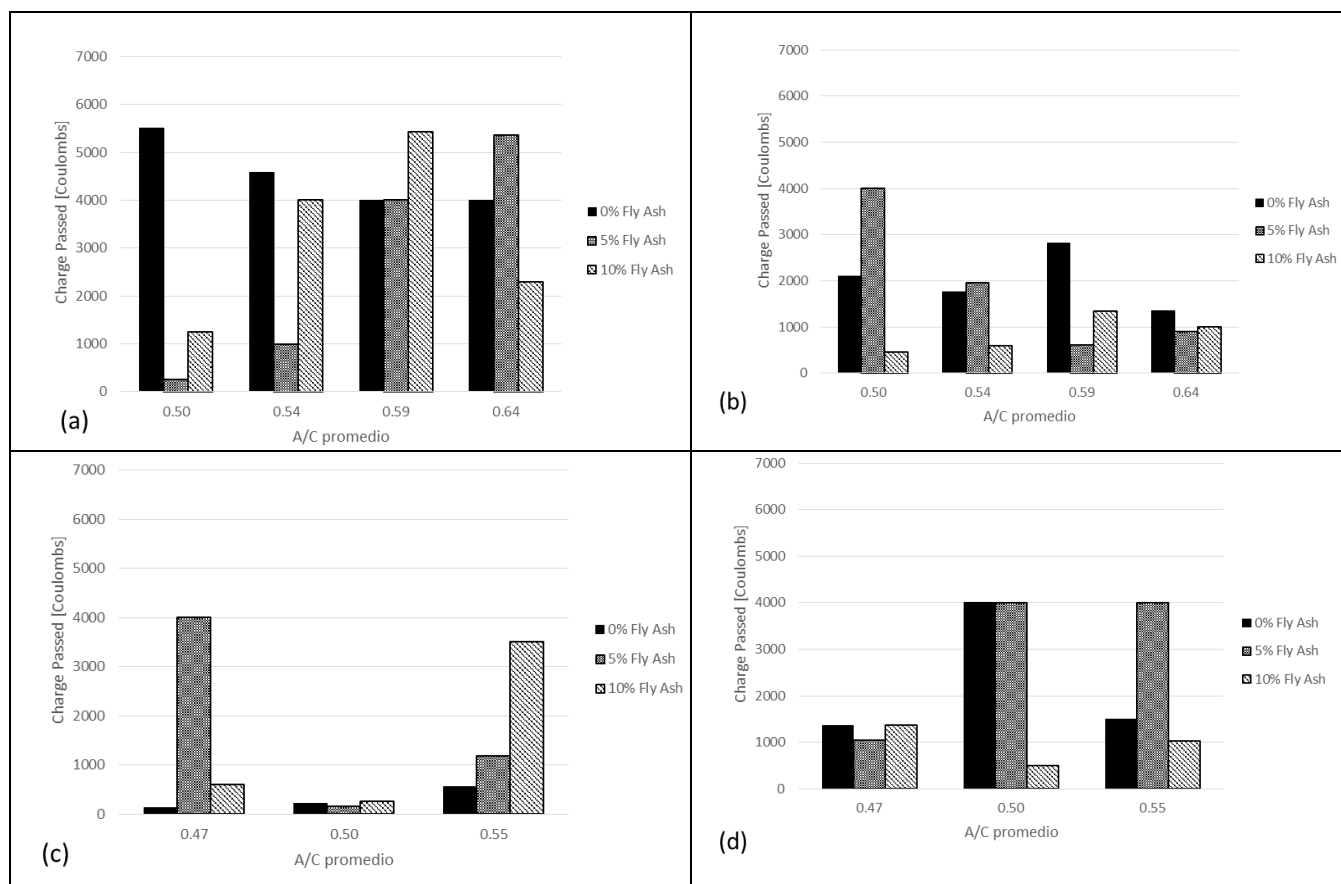 Charge Passed [Coulombs]
7000
6000
5000
4000
3000
2000
1000
0
0.50 0.54 0.59 0.64
A/C promedio
0% Fly Ash
5% Fly Ash
10% Fly Ash
(a)
Charge Passed [Coulombs]
7000
6000
5000
4000
3000
2000
1000
0
0.50 0.54 0.59 0.64
A/C promedio
0% Fly Ash
5% Fly Ash
10% Fly Ash
(b)
Charge Passed [Coulombs]
7000
6000
5000
4000
3000
2000
1000
0
0.47 0.50 0.55
A/C promedio
0% Fly Ash
5% Fly Ash
10% Fly Ash
(c)
Charge Passed [Coulombs]
7000
6000
5000
4000
3000
2000
1000
0
0.47 0.50 0.55
A/C promedio
0% Fly Ash
5% Fly Ash
10% Fly Ash
(d)